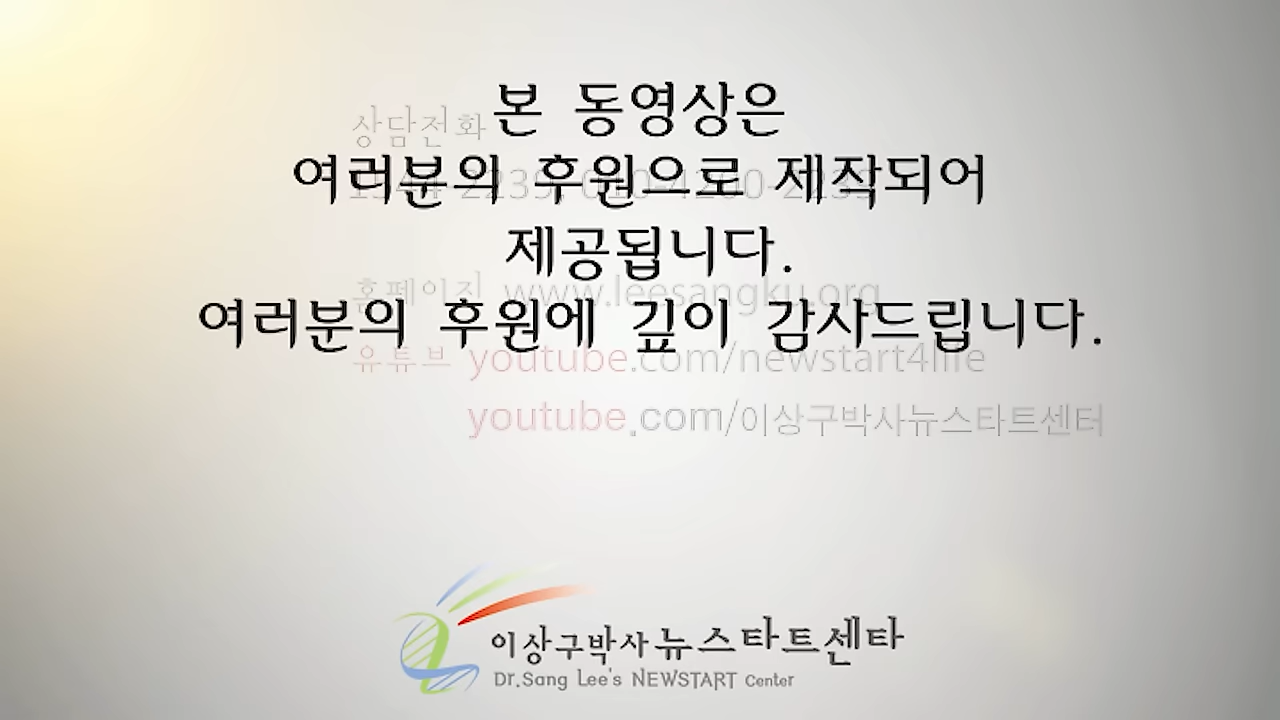 본 동영상은
상담전화
여러분의 후원으로 제작되어
제공됩니다.
홈페이지 www.leesangku.org
여러분의 후원에 깊이 감사드립니다.
유튜브 youtube.com/newstart4life
youtube.com/이상구박사뉴스타트센터
이상구박사뉴스타트센타
Dr.Sang Lee's NEWSTART Center